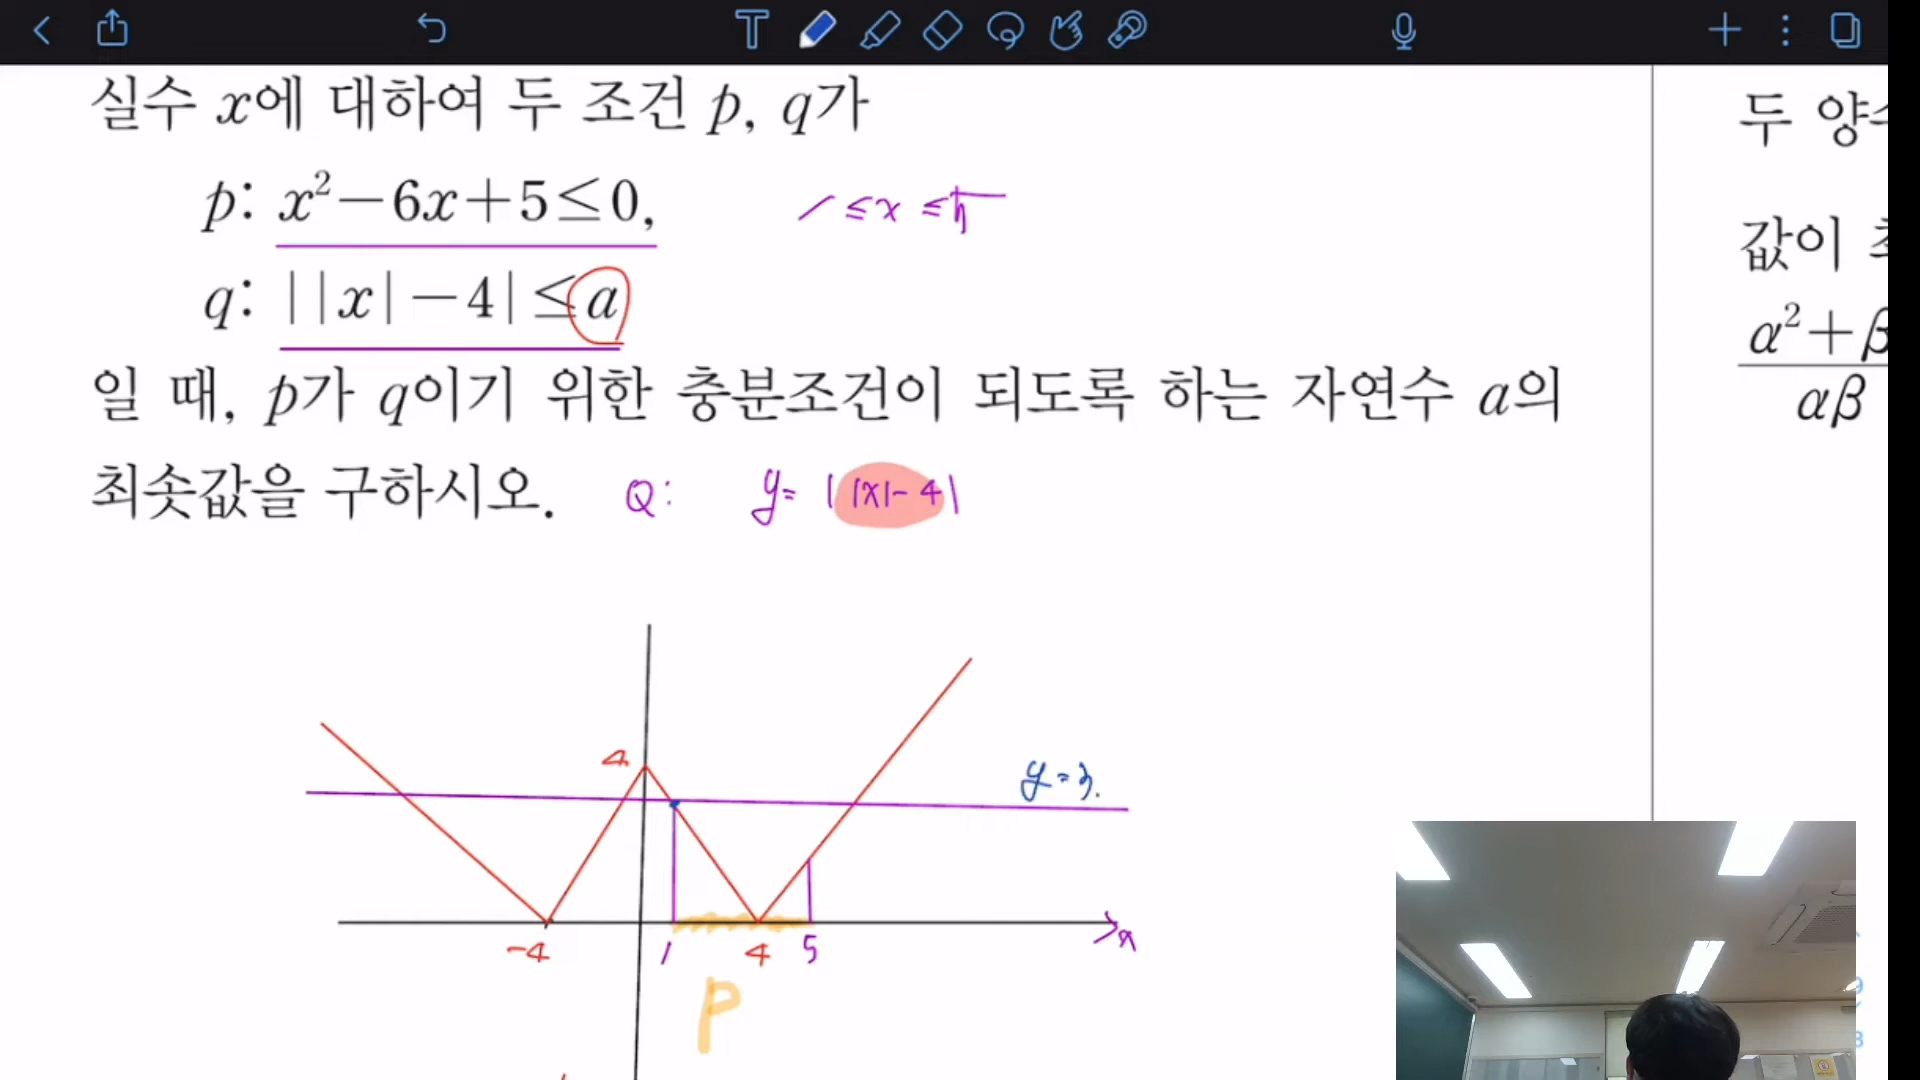 실수 x에 대하여 두 조건 p, q가
p: x²−6x+5≤0,
1 ≤ x ≤ 5
q: ||x|−4|≤a
일 때, p가 q이기 위한 충분조건이 되도록 하는 자연수 a의
최솟값을 구하시오.
Q: y= ||x|-4|
4
y=3.
-4
1
4
5
x
P
두 양
값이
α²+β
αβ